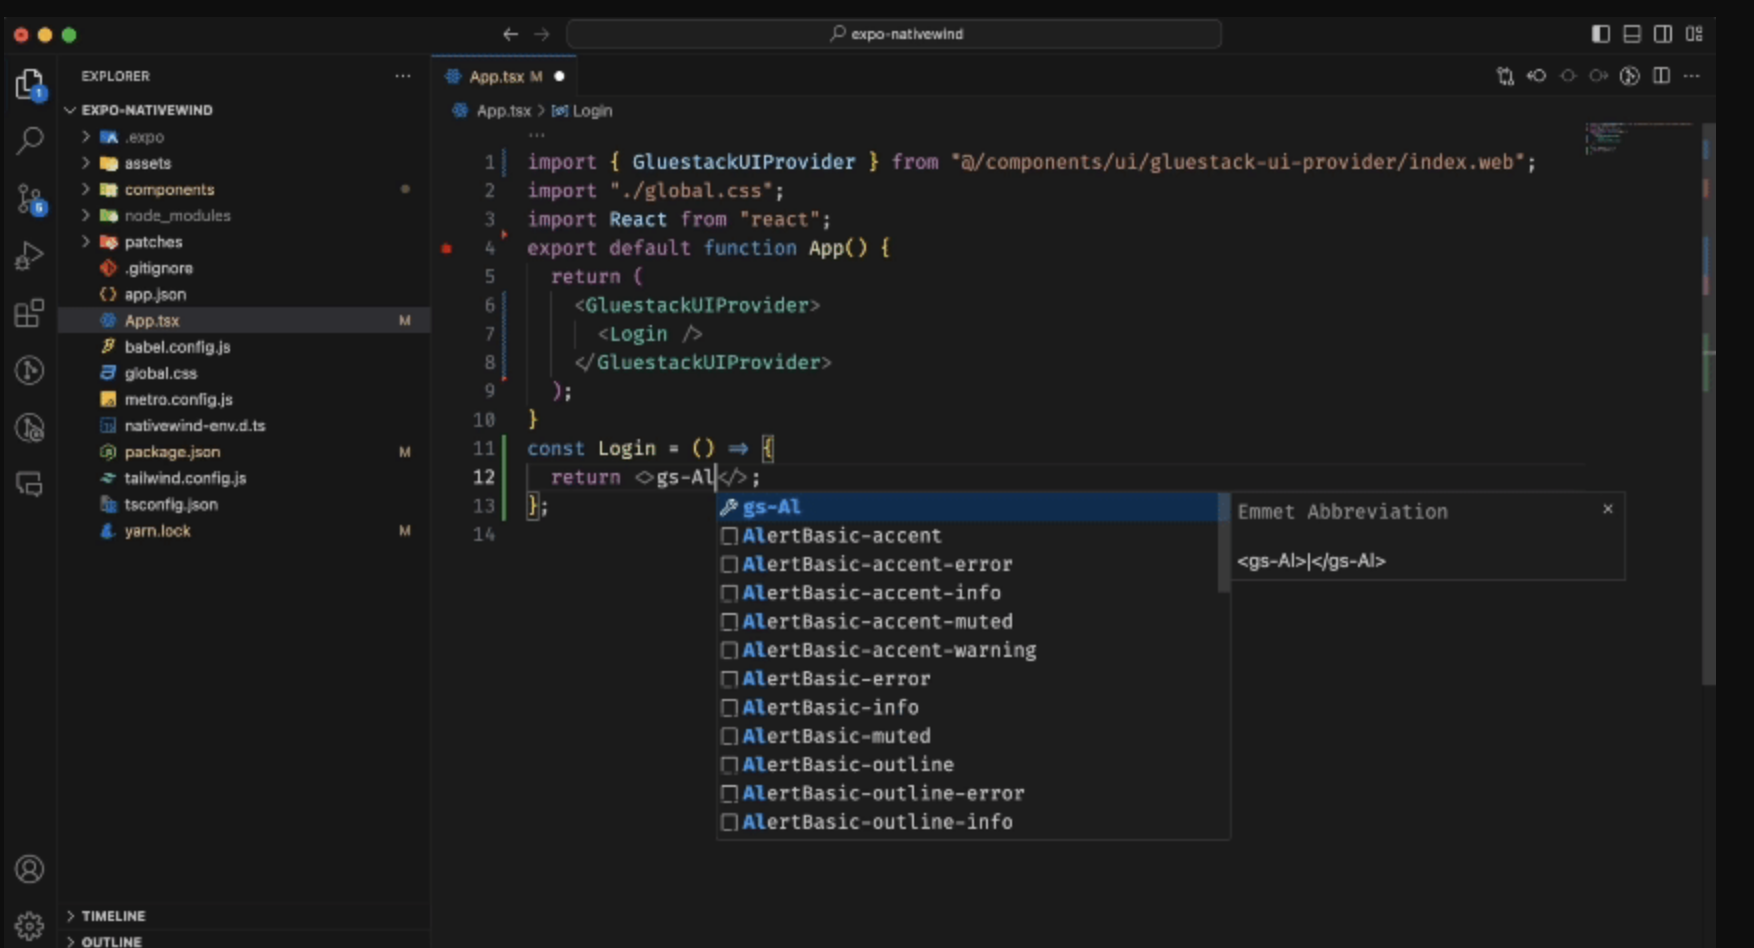 expo-nativewind
EXPLORER
EXPO-NATIVEWIND
.expo
assets
components
node_modules
patches
.gitignore
app.json
App.tsx M
babel.config.js
global.css
metro.config.js
nativewind-env.d.ts
package.json M
tailwind.config.js
tsconfig.json
yarn.lock M
TIMELINE
OUTLINE
1
5
App.tsx M
App.tsx > Login
...
1 import { GluestackUIProvider } from "@/components/ui/gluestack-ui-provider/index.web";
2 import "./global.css";
3 import React from "react";
4 export default function App() {
5 return (
6 <GluestackUIProvider>
7 <Login />
8 </GluestackUIProvider>
9 );
10 }
11 const Login = () => {
12 return <>gs-Al</>;
13 };
14
gs-Al
AlertBasic-accent
AlertBasic-accent-error
AlertBasic-accent-info
AlertBasic-accent-muted
AlertBasic-accent-warning
AlertBasic-error
AlertBasic-info
AlertBasic-muted
AlertBasic-outline
AlertBasic-outline-error
AlertBasic-outline-info
Emmet Abbreviation
<gs-Al>|</gs-Al>